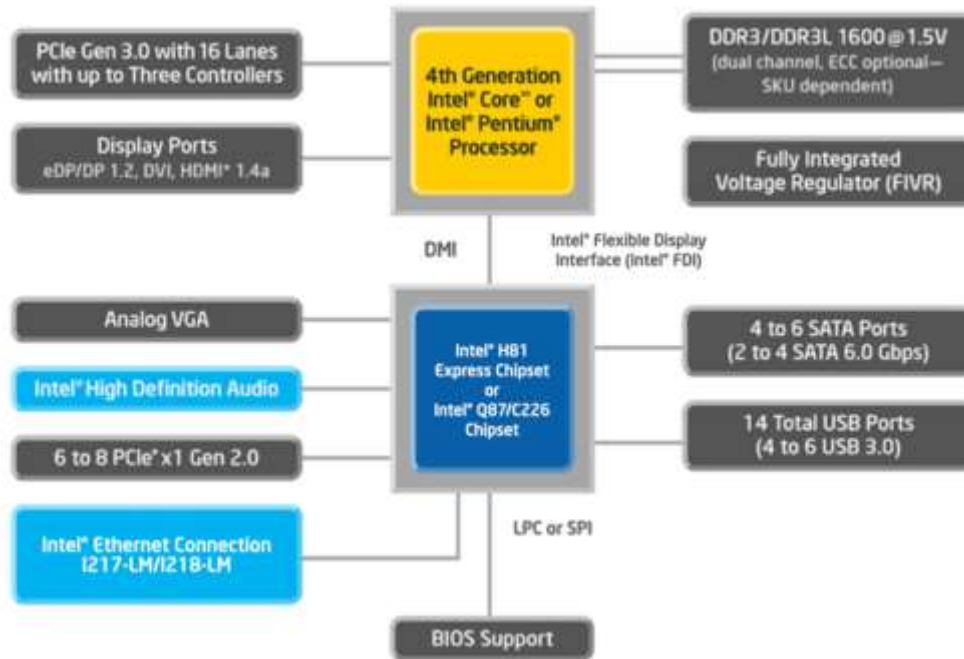 PCIe Gen 3.0 with 16 Lanes
with up to Three Controllers
Display Ports
eDP/DP 1.2, DVI, HDMI* 1.4a
4th Generation
Intel® Core™ or
Intel® Pentium®
Processor
DDR3/DDR3L 1600@1.5V
(dual channel, ECC optional—
SKU dependent)
Fully Integrated
Voltage Regulator (FIVR)
DMI
Intel® Flexible Display
Interface (Intel® FDI)
Analog VGA
Intel® High Definition Audio
6 to 8 PCIe* x1 Gen 2.0
Intel® Ethernet Connection
I217-LM/I218-LM
Intel® H81
Express Chipset
or
Intel® Q87/C226
Chipset
4 to 6 SATA Ports
(2 to 4 SATA 6.0 Gbps)
14 Total USB Ports
(4 to 6 USB 3.0)
LPC or SPI
BIOS Support